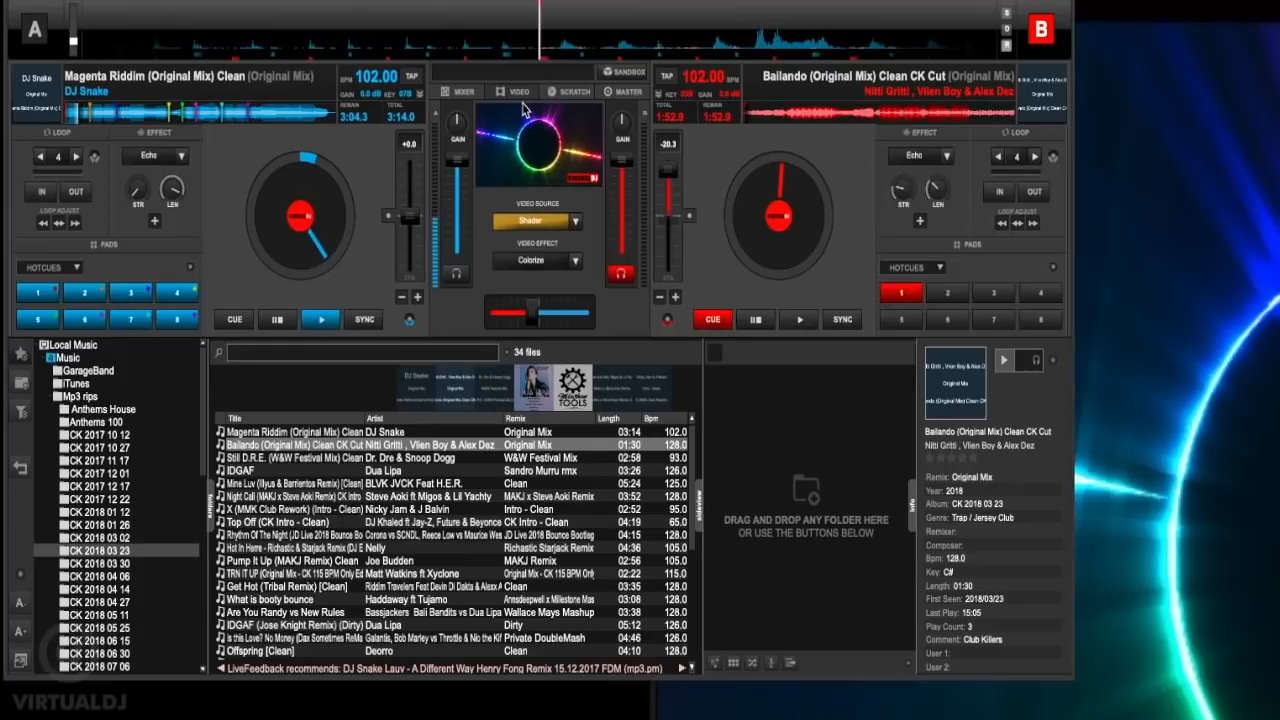 A
S
D
R
B
DJ Snake
Original Mix
Magenta Riddim (Original Mix) Clean (Original Mix)
DJ Snake
BPM 102.00 TAP
GAIN 0.0 dB KEY 07B
REMAIN TOTAL
3:04.3 3:14.0
SANDBOX
MIXER VIDEO SCRATCH MASTER
TAP 102.00 BPM
REMAIN TOTAL
1:52.9 1:52.9
Bailando (Original Mix) Clean CK Cut (Original Mix)
Nitti Gritti , Vlien Boy & Alex Dez
LOOP EFFECT
4 Echo
IN OUT STR LEN
LOOP ADJUST
PADS
HOTCUES
1 2 3 4
5 6 7 8
+0.0
CUE SYNC
GAIN GAIN
VIRTUAL DJ
VIDEO SOURCE
Shader
VIDEO EFFECT
Colorize
-20.3
EFFECT LOOP
Echo 4
STR LEN IN OUT
LOOP ADJUST
PADS
HOTCUES
1 2 3 4
5 6 7 8
CUE SYNC
Local Music
Music
GarageBand
iTunes
Mp3 rips
Anthems House
Anthems 100
CK 2017 10 12
CK 2017 10 27
CK 2017 11 17
CK 2017 12 01
CK 2017 12 17
CK 2017 12 22
CK 2018 01 12
CK 2018 01 26
CK 2018 03 02
CK 2018 03 23
CK 2018 03 30
CK 2018 04 06
CK 2018 04 14
CK 2018 04 27
CK 2018 05 11
CK 2018 05 25
CK 2018 06 15
CK 2018 06 30
CK 2018 07 06
34 files
TOOLS
Title Artist Remix Length Bpm
Magenta Riddim (Original Mix) Clean DJ Snake Original Mix 03:14 102.0
Bailando (Original Mix) Clean CK Cut Nitti Gritti , Vlien Boy & Alex Dez Original Mix 01:30 128.0
Still D.R.E. (W&W Festival Mix) Dr. Dre & Snoop Dogg W&W Festival Mix 02:58 93.0
IDGAF Dua Lipa Sandro Murru rmx 03:26 126.0
Mine Luv (Illyus & Barrientos Remix) [Clean] BLVK JVCK Feat H.E.R. Clean 05:24 125.0
Night Call (MAKJ x Steve Aoki CK Intro Steve Aoki ft Migos & Lil Yachty MAKJ x Steve Aoki Remix 03:52 128.0
X (MMK Club Rework) (Intro - Clean) Nicky Jam & J Balvin Intro - Clean 02:52 95.0
Top Off (CK Intro - Clean) DJ Khaled ft Jay-Z, Future & Beyonce CK Intro - Clean 04:19 65.0
Rhythm Of The Night (JD Live 2018 Bounce Bo Corona vs SCNDL, Reece Low vs Maurice Wes JD Live 2018 Bounce Bootleg 04:15 128.0
Hot In Herre - Richastic & Starjack Remix (DJ E Nelly Richastic Starjack Remix 04:36 105.0
Pump It Up (MAKJ Remix) Clean Joe Budden MAKJ Remix 02:56 106.0
TRN IT UP (Original Mix - CK 115 BPM Only Ed Matt Watkins ft Xyclone Original Mix - CK 115 BPM Only 02:22 115.0
Get Hot (Tribal Remix) [Clean] Riddim Travelers Feat Devin Di Dakta & Alexx A Clean 03:35 128.0
What is booty bounce Haddaway ft Tujamo Amsdeepwel x Milestone Mas 03:08 128.0
Are You Randy vs New Rules Bassjackers Bali Bandits vs Dua Lipa Wallace Mays Mashup 03:38 128.0
IDGAF (Jose Knight Remix) (Dirty) Dua Lipa Dirty 05:12 126.0
Is this Love? No Money (Dax Sometimes ReMa Galantis, Bob Marley vs Throttle & Nio the Kif Private DoubleMash 04:46 126.0
Offspring [Clean] Deorro Clean 04:10 128.0
LiveFeedback recommends: DJ Snake Lauv - A Different Way Henry Fong Remix 15.12.2017 FDM (mp3.pm)
folders
sideview
info
DRAG AND DROP ANY FOLDER HERE
OR USE THE BUTTONS BELOW
Original Mix
Bailando (Original Mix) Clean CK Cut
Nitti Gritti , Vlien Boy & Alex Dez
Remix: Original Mix
Year: 2018
Album: CK 2018 03 23
Genre: Trap / Jersey Club
Remixer:
Composer:
Bpm: 128.0
Key: C#
Length: 01:30
First Seen: 2018/03/23
Last Play: 15:05
Play Count: 3
Comment: Club Killers
User 1:
User 2:
VIRTUALDJ